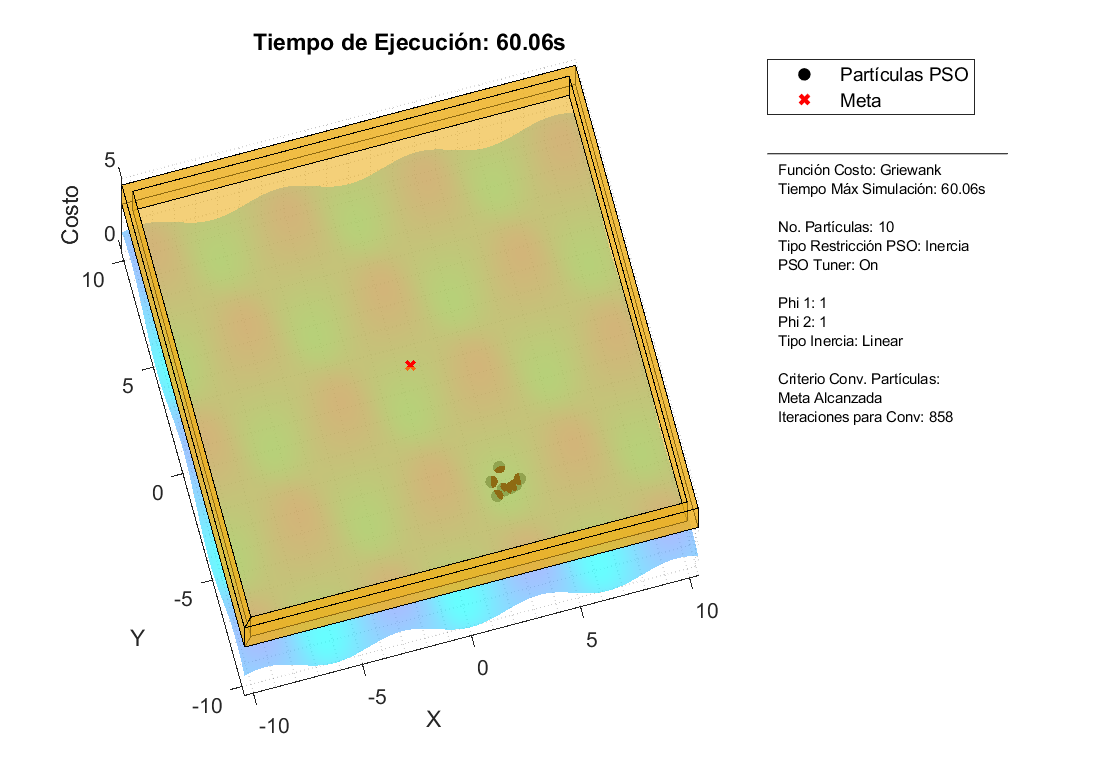 Tiempo de Ejecución: 60.06s
Partículas PSO
Meta
Función Costo: Griewank
Tiempo Máx Simulación: 60.06s
No. Partículas: 10
Tipo Restricción PSO: Inercia
PSO Tuner: On
Phi 1: 1
Phi 2: 1
Tipo Inercia: Linear
Criterio Conv. Partículas:
Meta Alcanzada
Iteraciones para Conv: 858
Costo
5
0
10
5
0
-5
-10
Y
-10
-5
0
5
10
X